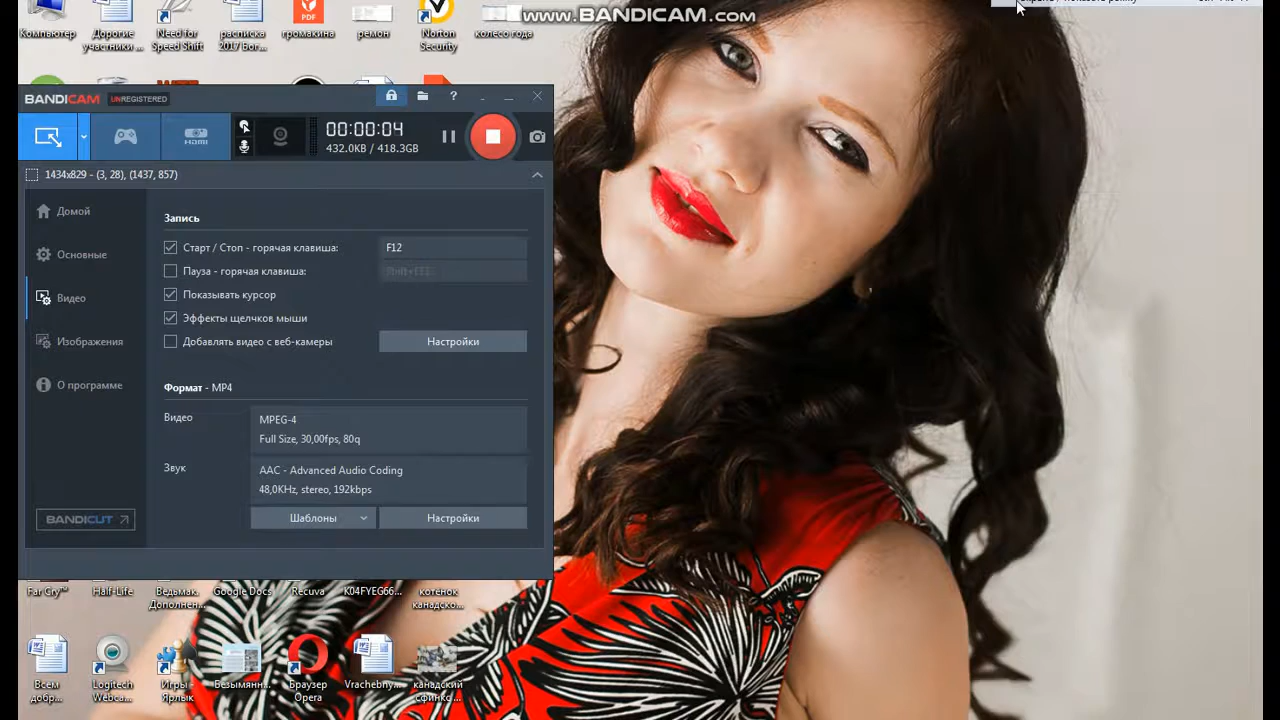 www.BANDICAM.com
Компьютер
Дорогие участники ...
Need for Speed Shift
расписка 2017 Бог...
PDF
громакина
ремон
Norton Security
колесо года
BANDICAM
UNREGISTERED
?
HDMI
00:00:04
432.0KB / 418.3GB
1434x829 - (3, 28), (1437, 857)
Домой
Основные
Видео
Изображения
О программе
BANDICUT
Запись
Старт / Стоп - горячая клавиша:
F12
Пауза - горячая клавиша:
Показывать курсор
Эффекты щелчков мыши
Добавлять видео с веб-камеры
Настройки
Формат - MP4
Видео
MPEG-4
Full Size, 30,00fps, 80q
Звук
AAC - Advanced Audio Coding
48,0KHz, stereo, 192kbps
Шаблоны
Настройки
Far Cry™
Half-Life
Ведьмак. Дополнен...
Google Docs
Recuva
K04FYEG66...
котенок канадско...
Всем добр...
Logitech Webca...
Игры - Ярлык
Безымянн...
Браузер Opera
Vrachebny...
канадский сфинкс ...